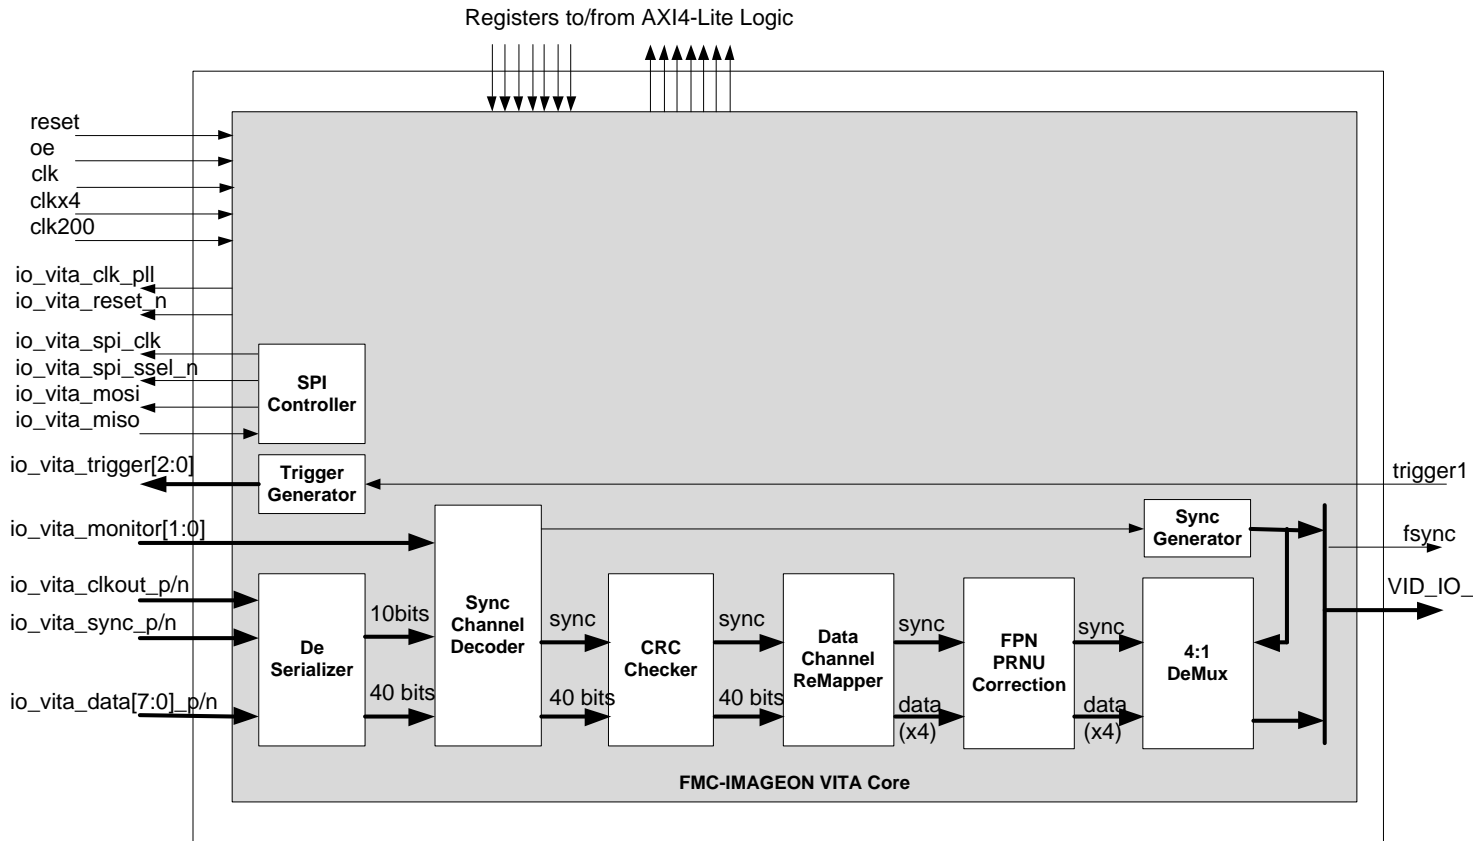 Registers to/from AXI4-Lite Logic
reset
oe
clk
clkx4
clk200
io_vita_clk_pll
io_vita_reset_n
io_vita_spi_clk
io_vita_spi_ssel_n
io_vita_mosi
io_vita_miso
SPI
Controller
io_vita_trigger[2:0]
Trigger
Generator
trigger1
io_vita_monitor[1:0]
Sync
Generator
fsync
io_vita_clkout_p/n
io_vita_sync_p/n
io_vita_data[7:0]_p/n
De
Serializer
10bits
40 bits
Sync
Channel
Decoder
sync
40 bits
CRC
Checker
sync
40 bits
Data
Channel
ReMapper
sync
data
(x4)
FPN
PRNU
Correction
sync
data
(x4)
4:1
DeMux
VID_IO_
FMC-IMAGEON VITA Core